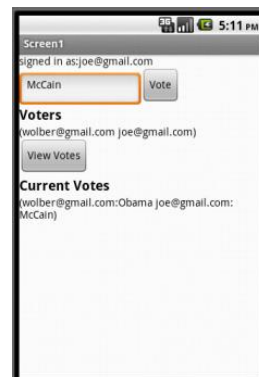 3G 5:11 PM
Screen1
signed in as:joe@gmail.com
McCain Vote
Voters
(wolber@gmail.com joe@gmail.com)
View Votes
Current Votes
(wolber@gmail.com:Obama joe@gmail.com:
McCain)